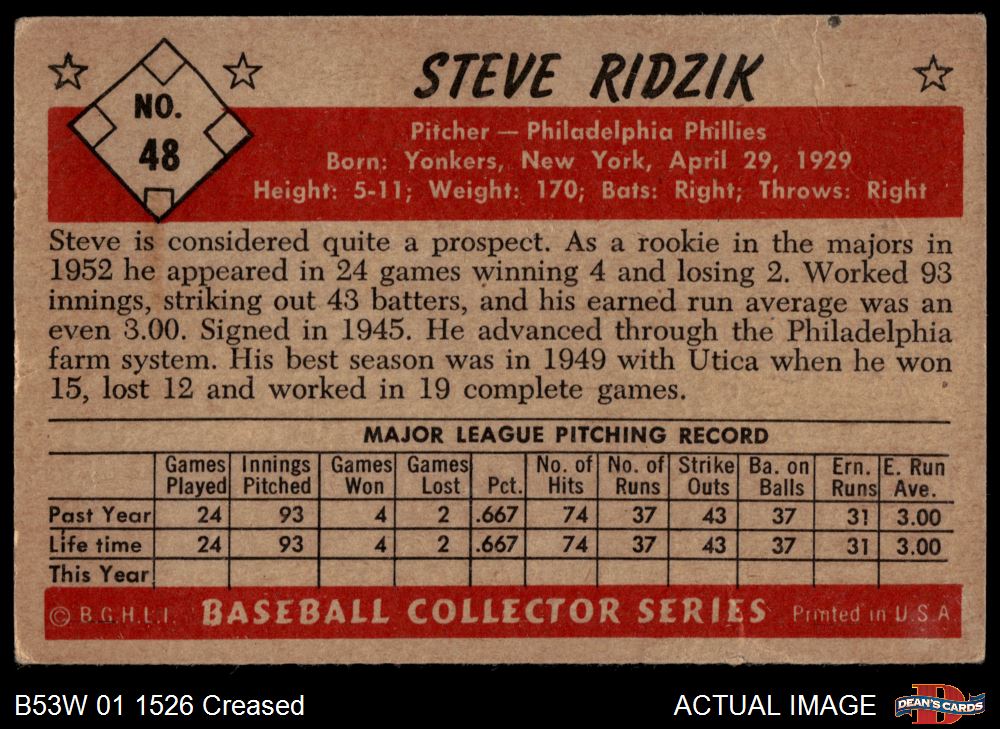 STEVE RIDZIK
NO.
48
Pitcher — Philadelphia Phillies
Born: Yonkers, New York, April 29, 1929
Height: 5-11; Weight: 170; Bats: Right; Throws: Right
Steve is considered quite a prospect. As a rookie in the majors in
1952 he appeared in 24 games winning 4 and losing 2. Worked 93
innings, striking out 43 batters, and his earned run average was an
even 3.00. Signed in 1945. He advanced through the Philadelphia
farm system. His best season was in 1949 with Utica when he won
15, lost 12 and worked in 19 complete games.
MAJOR LEAGUE PITCHING RECORD
Games Innings Games Games No. of No. of Strike Ba. on Ern. E. Run
Played Pitched Won Lost Pct. Hits Runs Outs Balls Runs Ave.
Past Year 24 93 4 2 .667 74 37 43 37 31 3.00
Life time 24 93 4 2 .667 74 37 43 37 31 3.00
This Year
© B.G.H.L.I. BASEBALL COLLECTOR SERIES Printed in U.S.A
B53W 01 1526 Creased ACTUAL IMAGE D DEAN'S CARDS